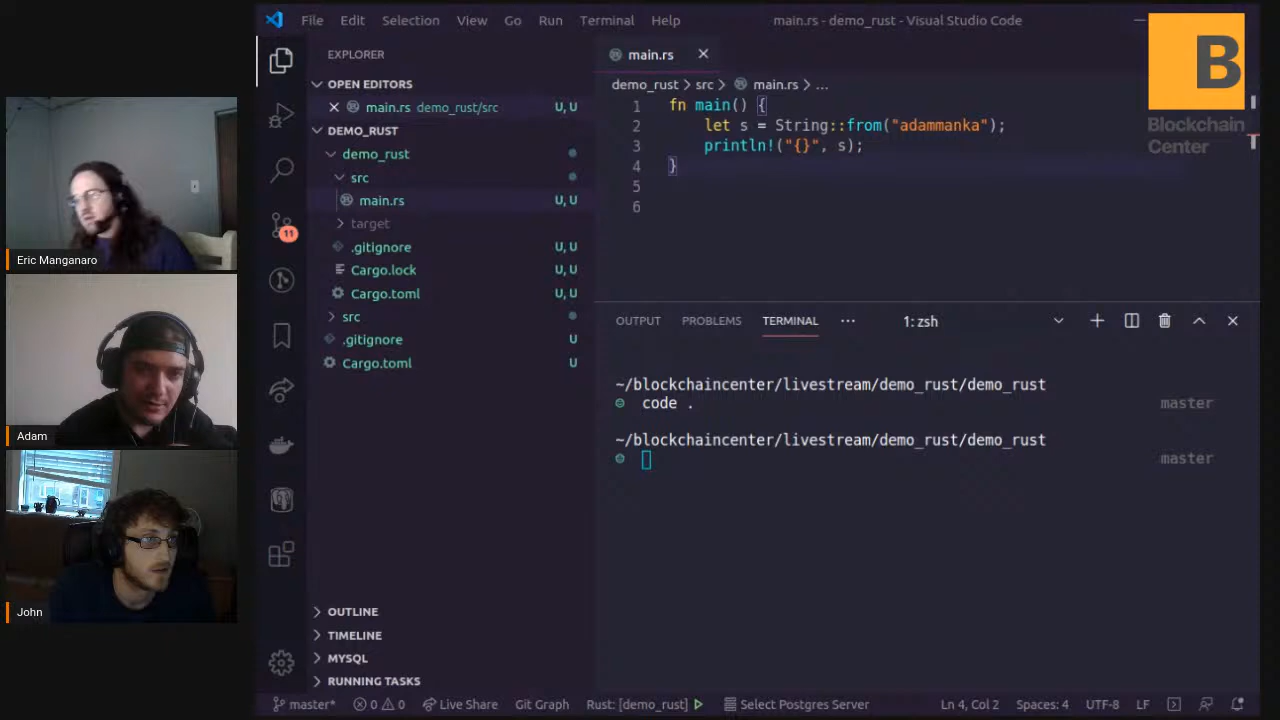 File Edit Selection View Go Run Terminal Help main.rs - demo_rust - Visual Studio Code
B
Blockchain
Center
EXPLORER
OPEN EDITORS
main.rs demo_rust/src U, U
DEMO_RUST
demo_rust
src
main.rs U, U
target
.gitignore U, U
Cargo.lock U, U
Cargo.toml U, U
src
.gitignore U
Cargo.toml U
11
OUTLINE
TIMELINE
MYSQL
RUNNING TASKS
main.rs
demo_rust > src > main.rs > ...
1 fn main() {
2 let s = String::from("adammanka");
3 println!("{}", s);
4 }
5
6
OUTPUT PROBLEMS TERMINAL ... 1: zsh
~/blockchaincenter/livestream/demo_rust/demo_rust
code . master
~/blockchaincenter/livestream/demo_rust/demo_rust
master
Eric Manganaro
Adam
John
master* 0 0 Live Share Git Graph Rust: [demo_rust] Select Postgres Server Ln 4, Col 2 Spaces: 4 UTF-8 LF